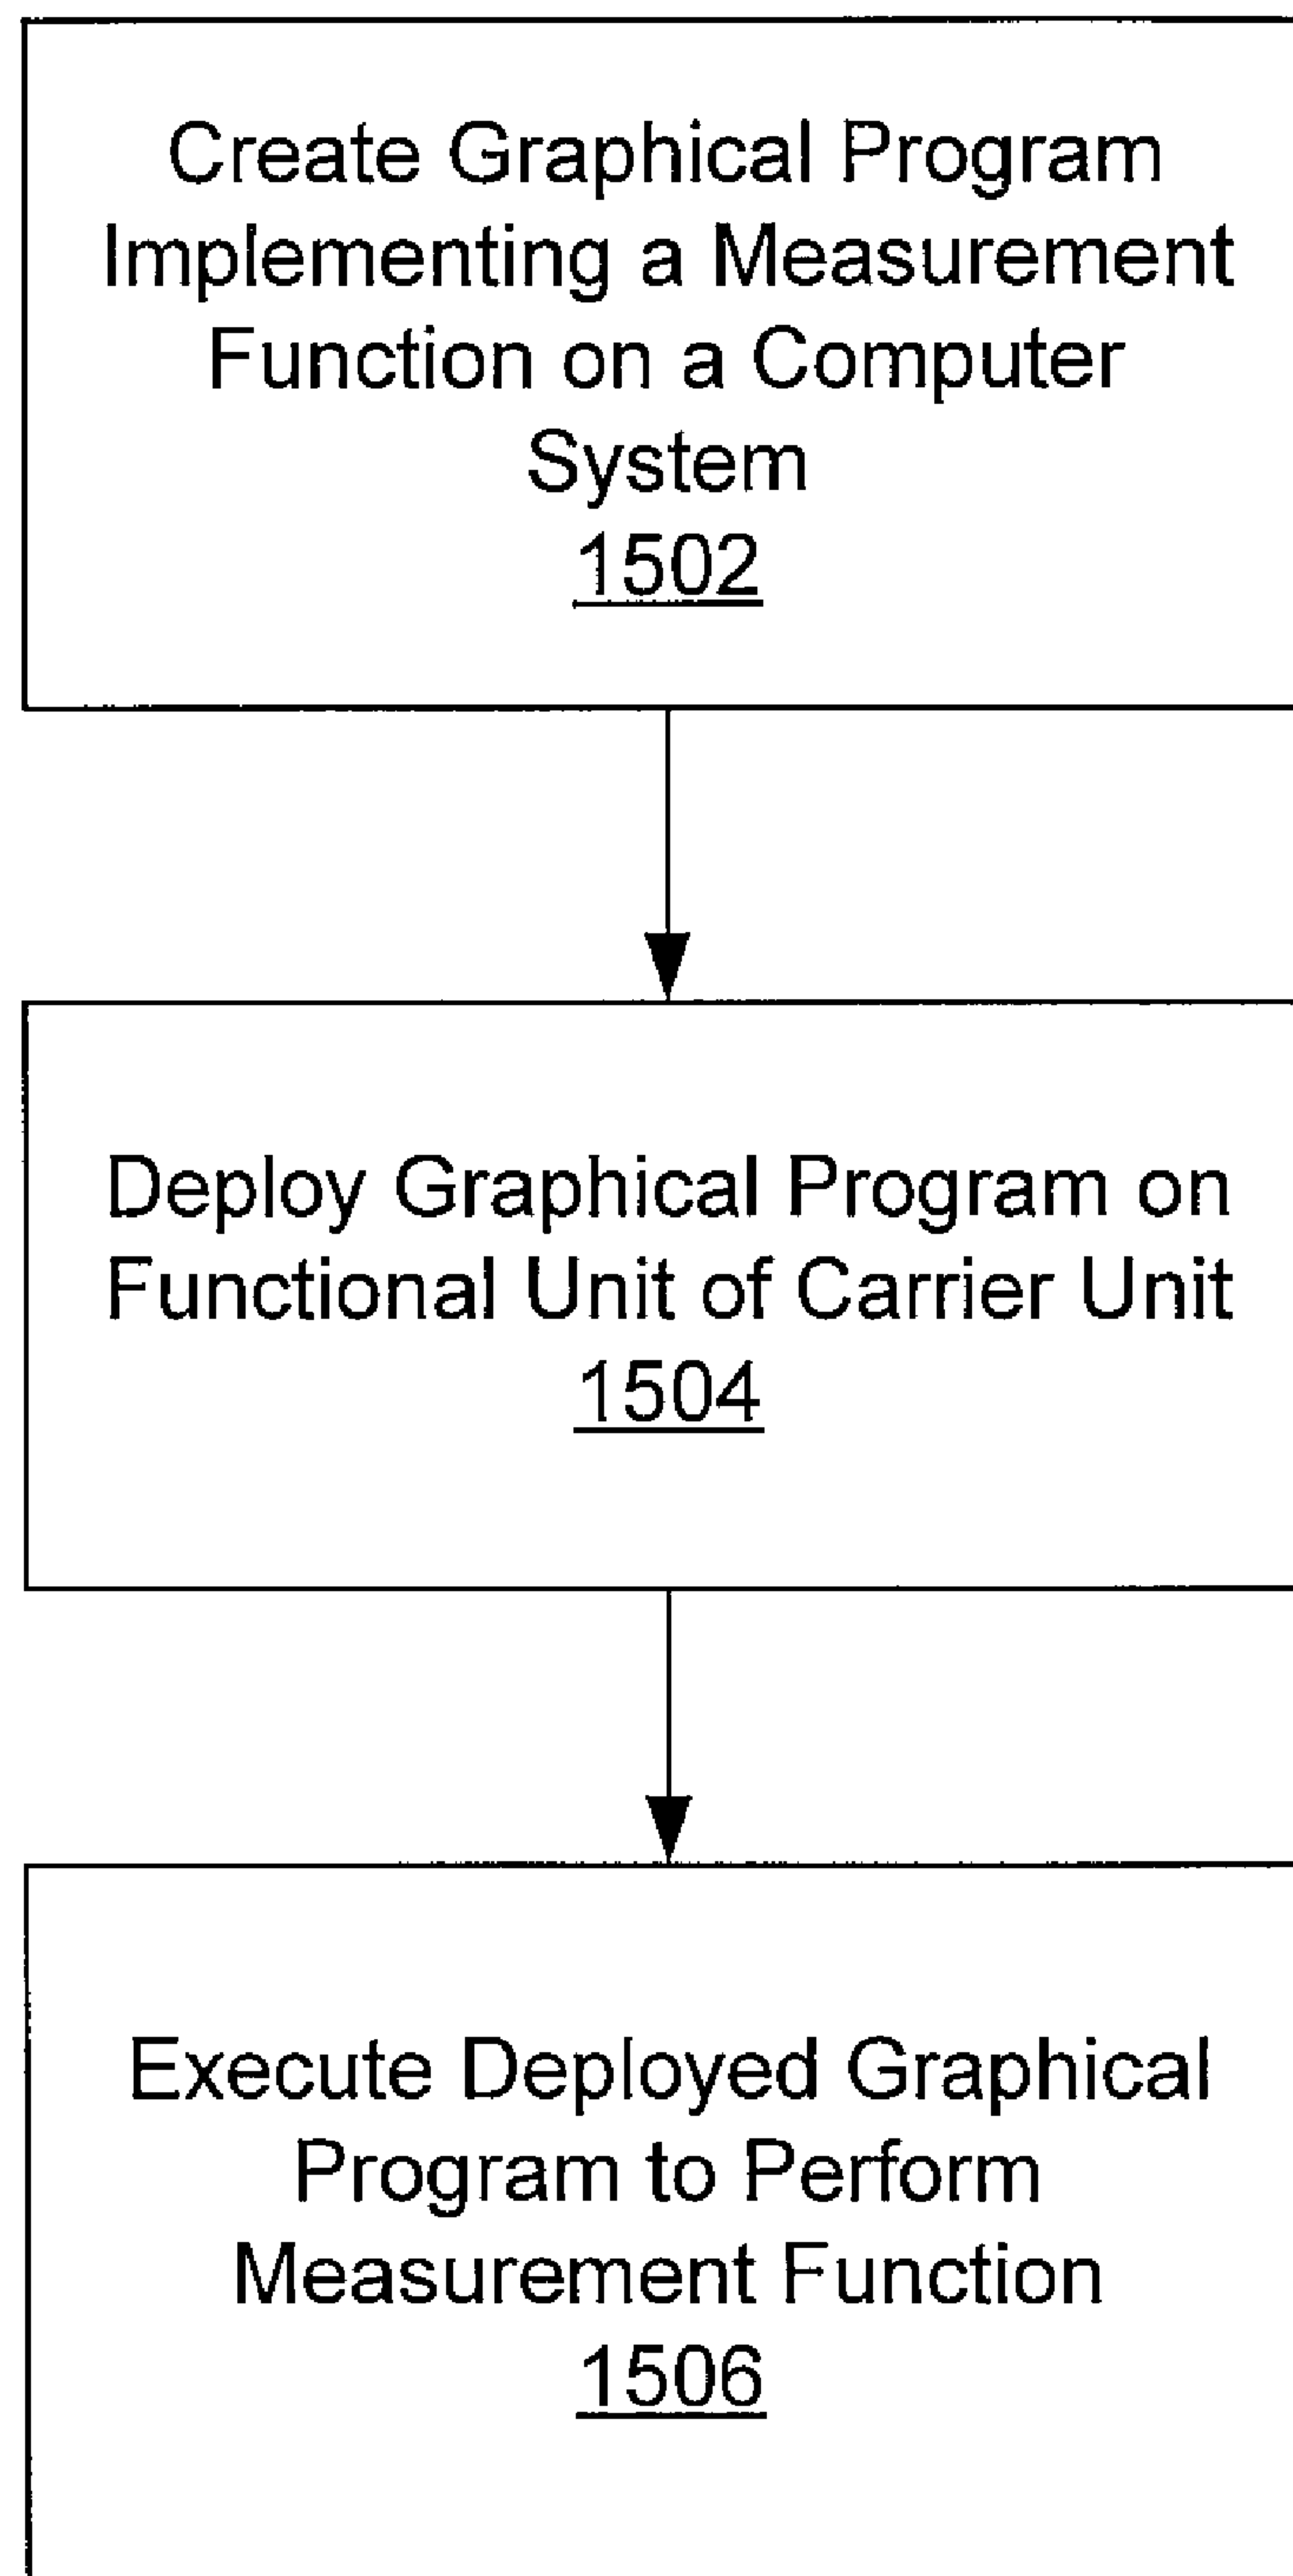 Create Graphical Program
Implementing a Measurement
Function on a Computer
System
1502
Deploy Graphical Program on
Functional Unit of Carrier Unit
1504
Execute Deployed Graphical
Program to Perform
Measurement Function
1506